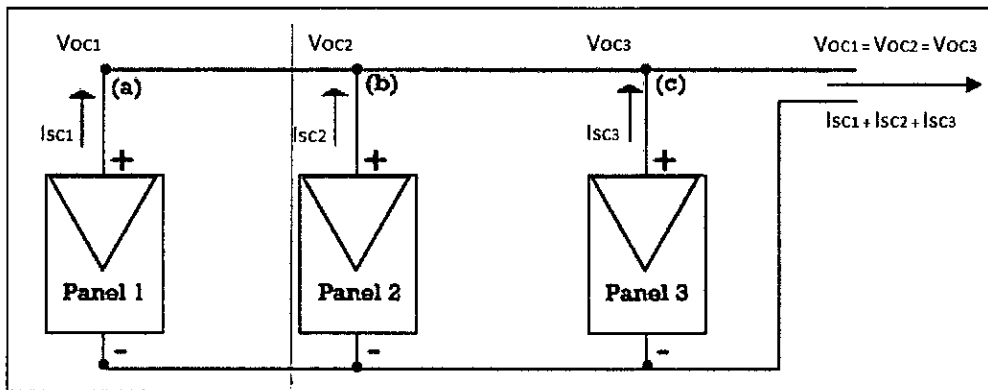 VOC1 VOC2 VOC3 VOC1 = VOC2 = VOC3
(a) (b) (c)
ISC1 ISC2 ISC3 ISC1 + ISC2 + ISC3
+ + +
Panel 1 Panel 2 Panel 3
- - -